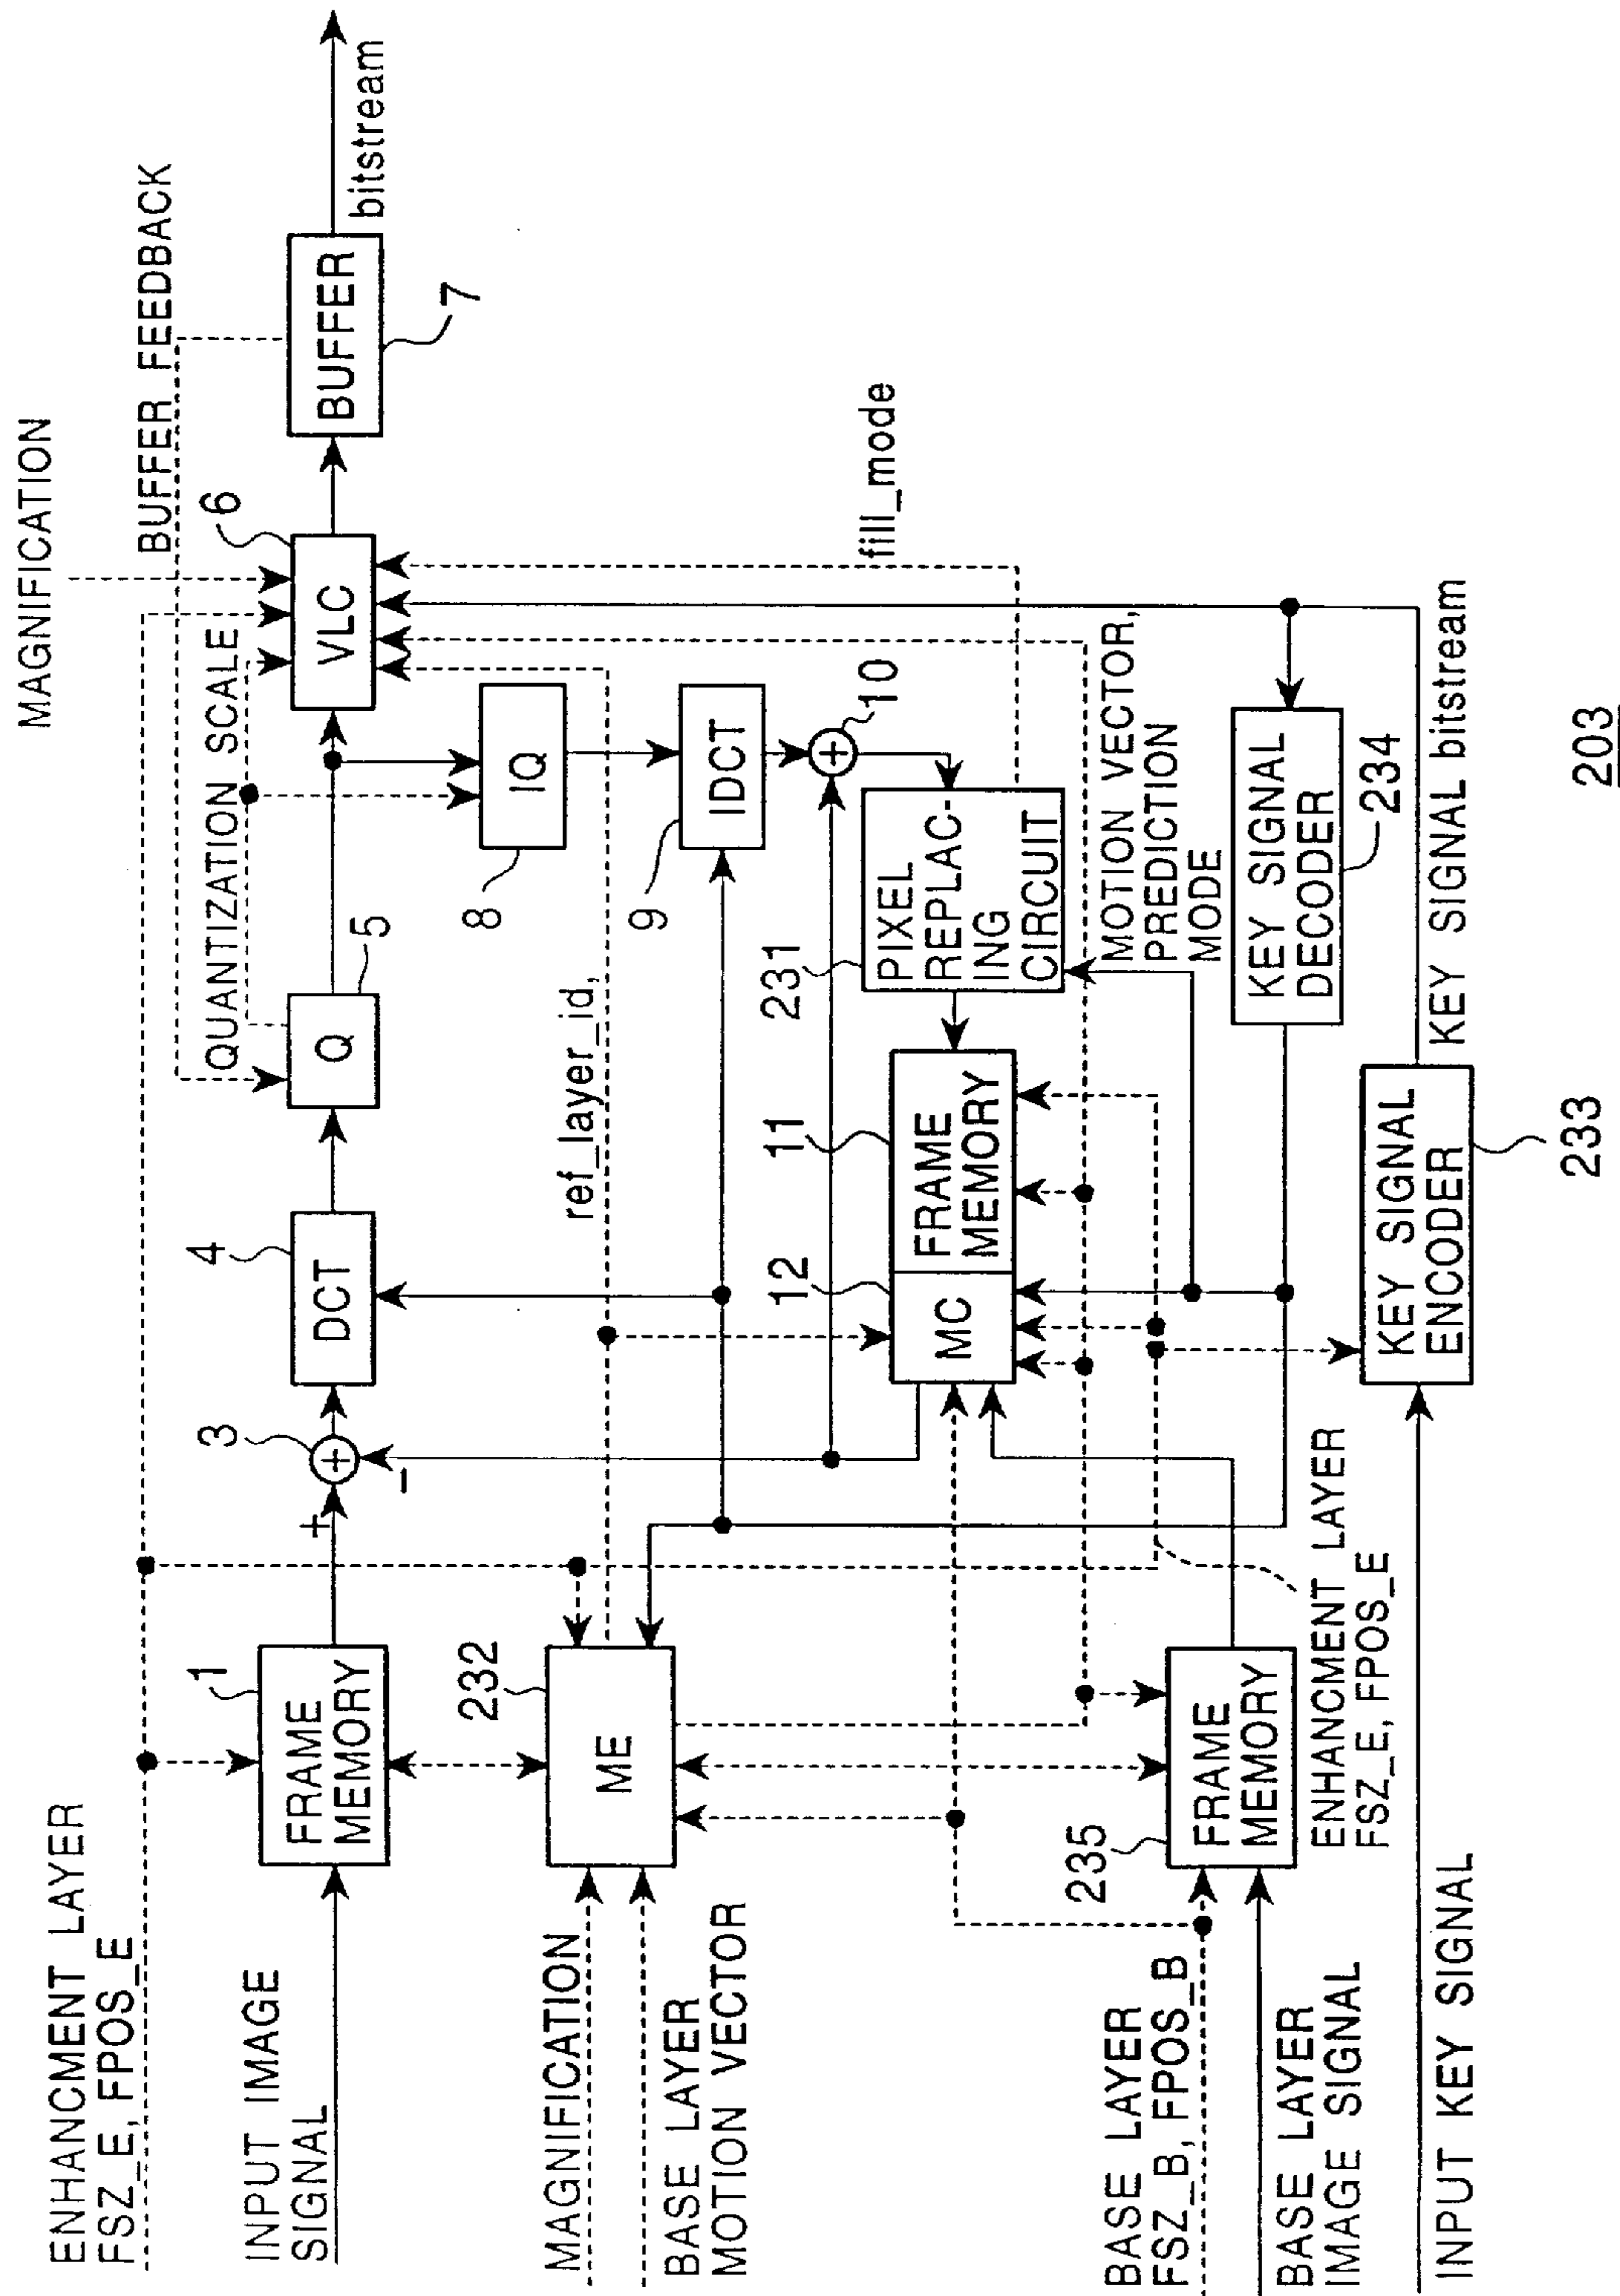 MAGNIFICATION
BUFFER FEEDBACK
ENHANCMENT LAYER
FSZ_E, FPOS_E
QUANTIZATION SCALE
INPUT IMAGE
SIGNAL
1
FRAME
MEMORY
+
−
3
+
4
DCT
5
Q
6
VLC
7
BUFFER
bitstream
8
IQ
9
IDCT
10
+
ref_layer_id,
MAGNIFICATION
BASE LAYER
MOTION VECTOR
232
ME
12
MC
11
FRAME
MEMORY
231
PIXEL
REPLAC-
ING
CIRCUIT
fill_mode
MOTION VECTOR,
PREDICTION
MODE
BASE LAYER
FSZ_B, FPOS_B
BASE LAYER
IMAGE SIGNAL
235
FRAME
MEMORY
ENHANCMENT LAYER
FSZ_E, FPOS_E
KEY SIGNAL
DECODER
234
INPUT KEY SIGNAL
KEY SIGNAL
ENCODER
233
KEY SIGNAL bitstream
203